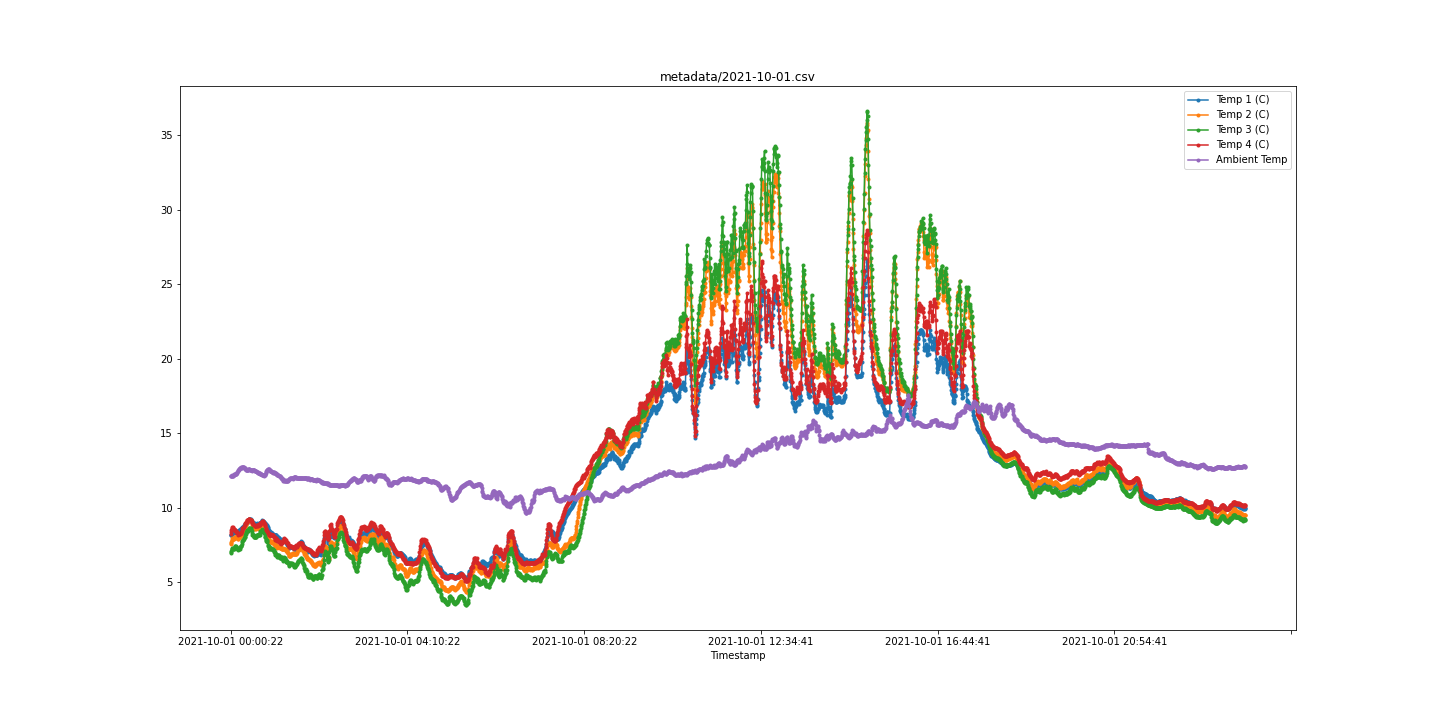 metadata/2021-10-01.csv
Temp 1 (C)
Temp 2 (C)
Temp 3 (C)
Temp 4 (C)
Ambient Temp
35
30
25
20
15
10
5
2021-10-01 00:00:22
2021-10-01 04:10:22
2021-10-01 08:20:22
2021-10-01 12:34:41
2021-10-01 16:44:41
2021-10-01 20:54:41
Timestamp